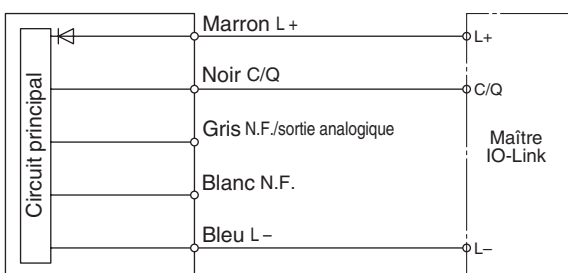 Marron L +
L+
Noir C/Q
C/Q
Circuit principal
Gris N.F./sortie analogique
Maître
IO-Link
Blanc N.F.
Bleu L –
L–